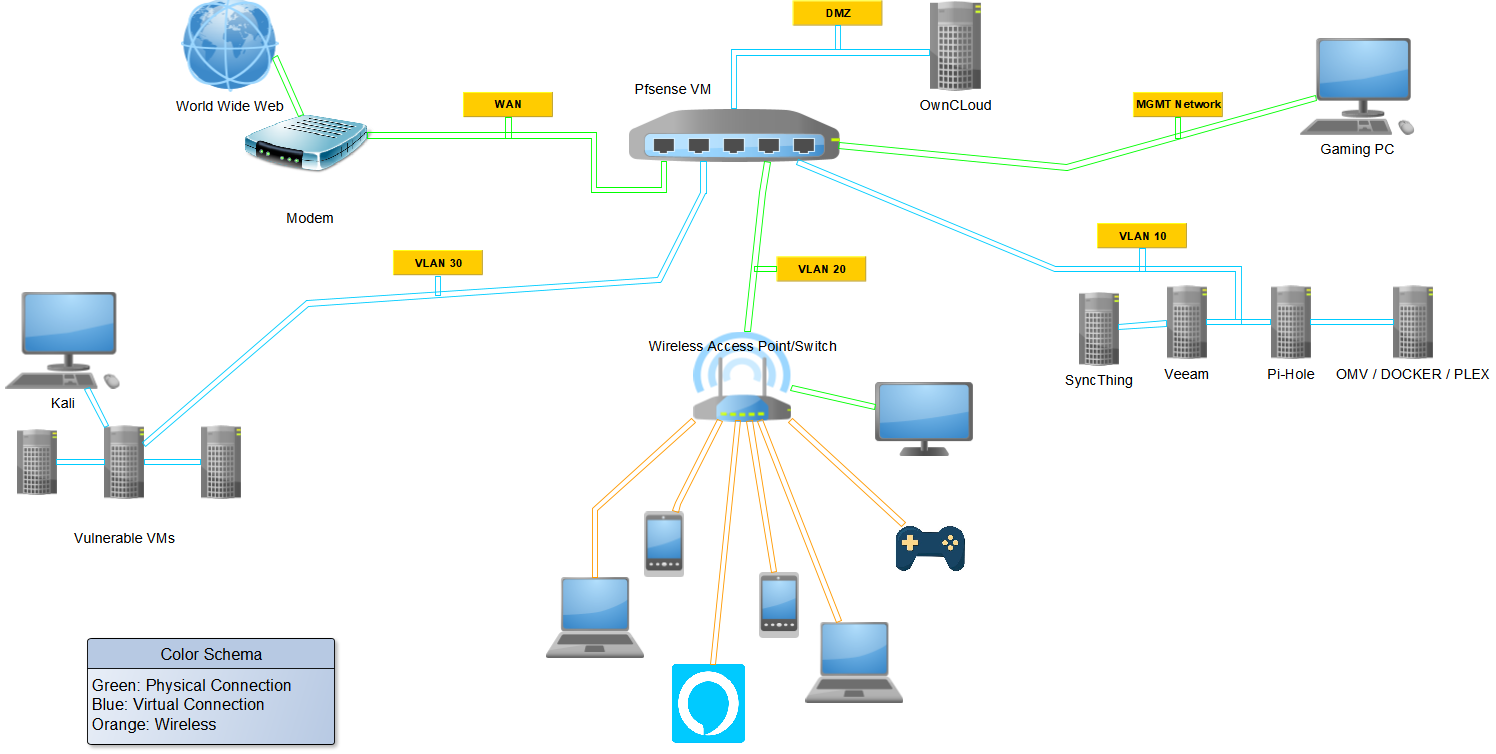 DMZ
World Wide Web
WAN
Pfsense VM
OwnCLoud
MGMT Network
Gaming PC
Modem
VLAN 30
VLAN 20
VLAN 10
Wireless Access Point/Switch
Kali
SyncThing
Veeam
Pi-Hole
OMV / DOCKER / PLEX
Vulnerable VMs
Color Schema
Green: Physical Connection
Blue: Virtual Connection
Orange: Wireless